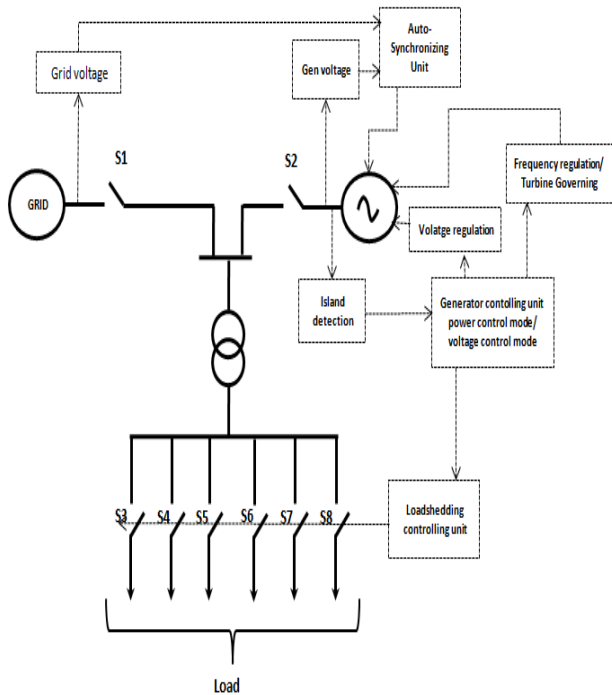 Auto-
Synchronizing
Unit
Grid voltage
Gen voltage
S1
S2
GRID
Frequency regulation/
Turbine Governing
Volatge regulation
Island
detection
Generator contolling unit
power control mode/
voltage control mode
S3
S4
S5
S6
S7
S8
Loadshedding
controlling unit
Load